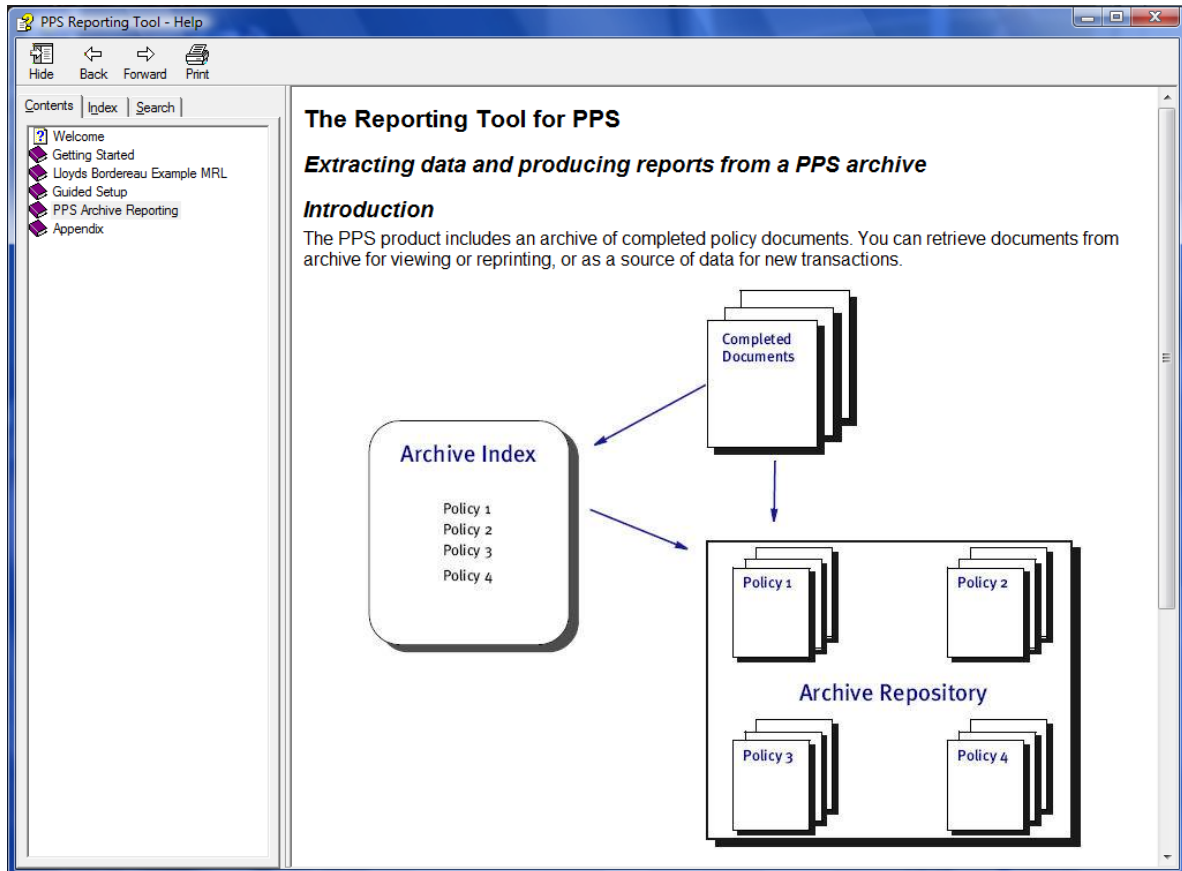 PPS Reporting Tool - Help
Hide Back Forward Print
Contents Index Search
Welcome
Getting Started
Lloyds Bordereau Example MRL
Guided Setup
PPS Archive Reporting
Appendix
The Reporting Tool for PPS
Extracting data and producing reports from a PPS archive
Introduction
The PPS product includes an archive of completed policy documents. You can retrieve documents from
archive for viewing or reprinting, or as a source of data for new transactions.
Completed
Documents
Archive Index
Policy 1
Policy 2
Policy 3
Policy 4
Policy 1
Policy 2
Archive Repository
Policy 3
Policy 4